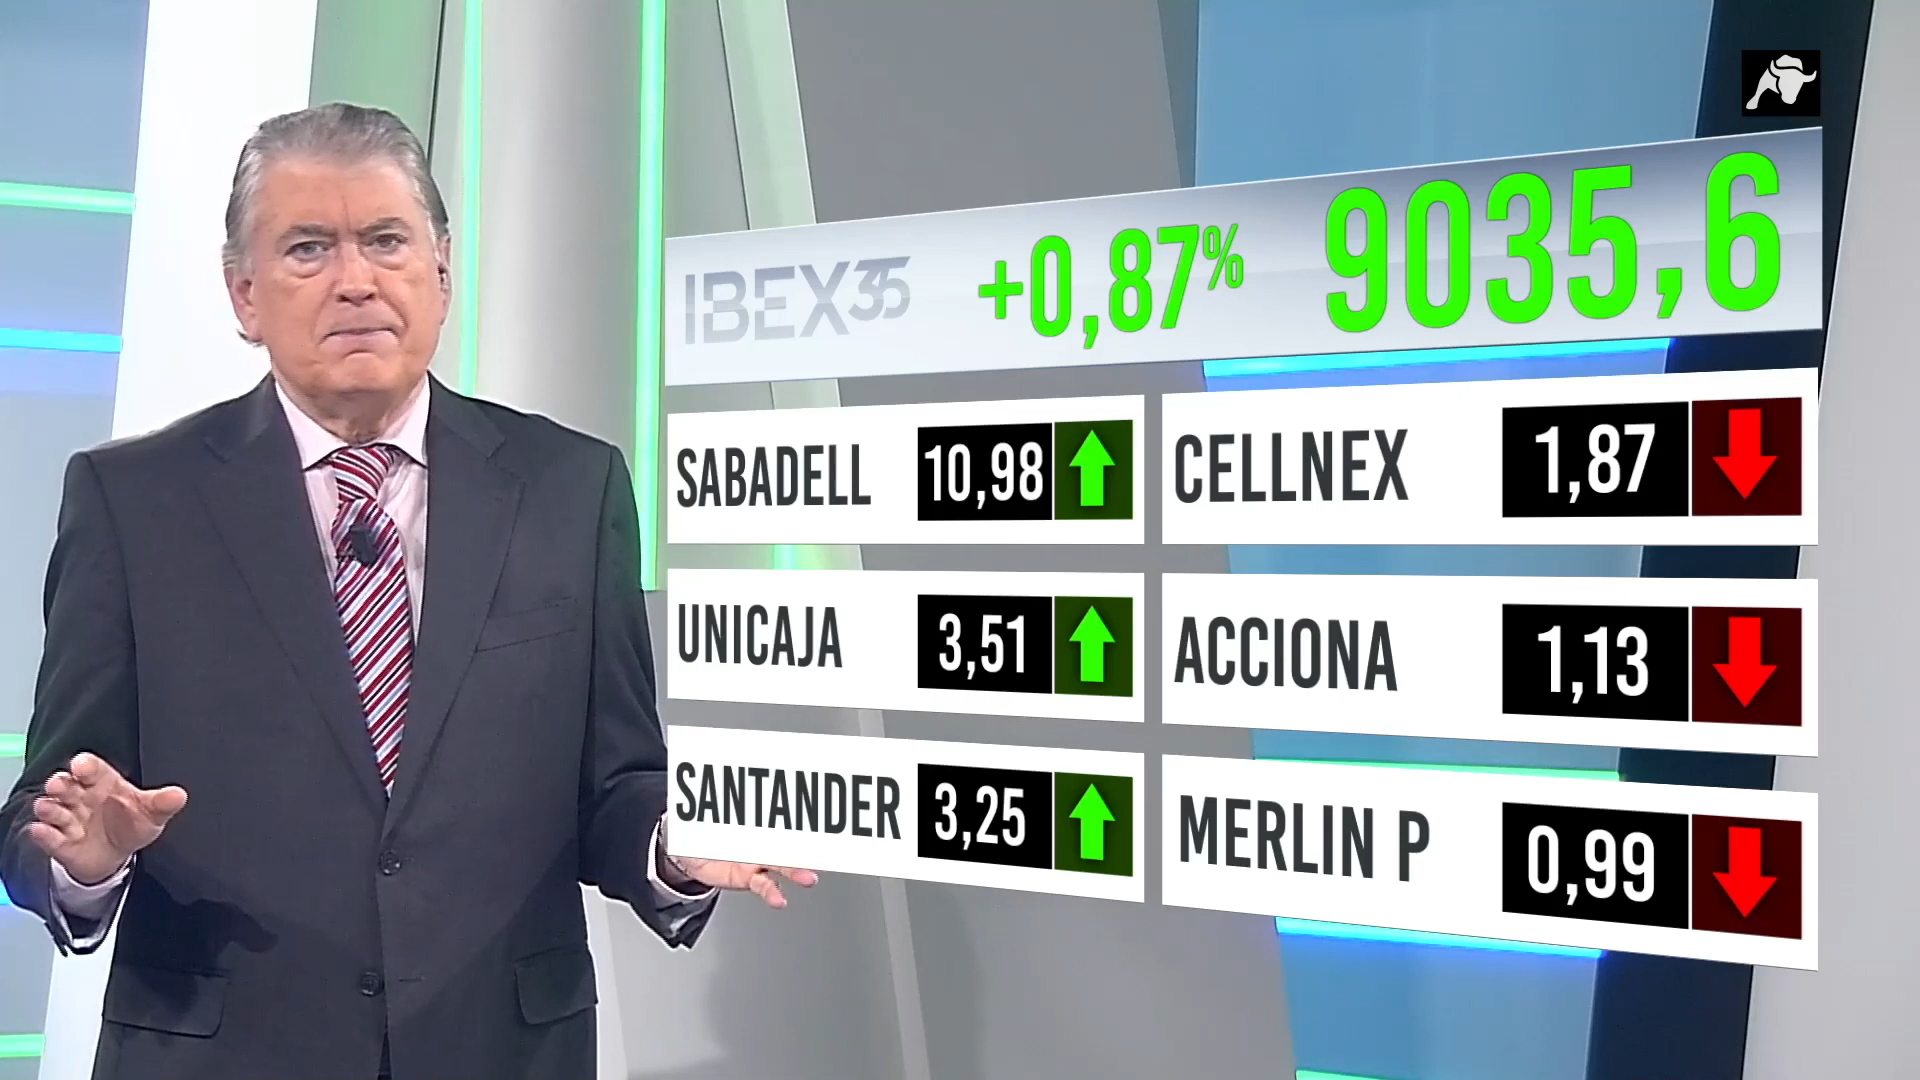 IBEX35 +0,87% 9035,6
SABADELL 10,98
CELLNEX 1,87
UNICAJA 3,51
ACCIONA 1,13
SANTANDER 3,25
MERLIN P 0,99